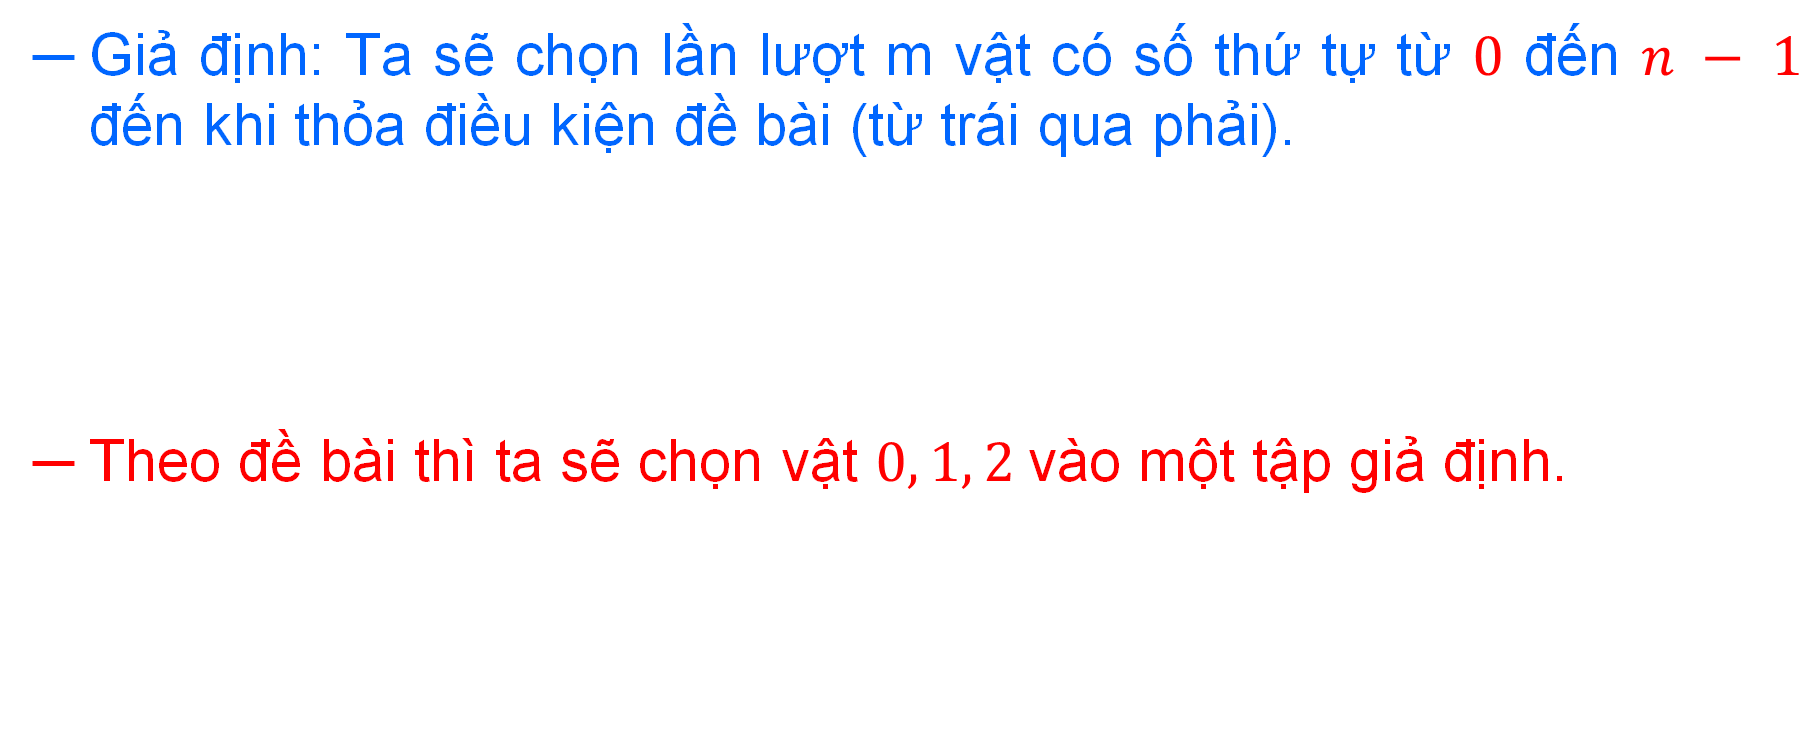 – Giả định: Ta sẽ chọn lần lượt m vật có số thứ tự từ 0 đến n − 1
đến khi thỏa điều kiện đề bài (từ trái qua phải).
– Theo đề bài thì ta sẽ chọn vật 0, 1, 2 vào một tập giả định.